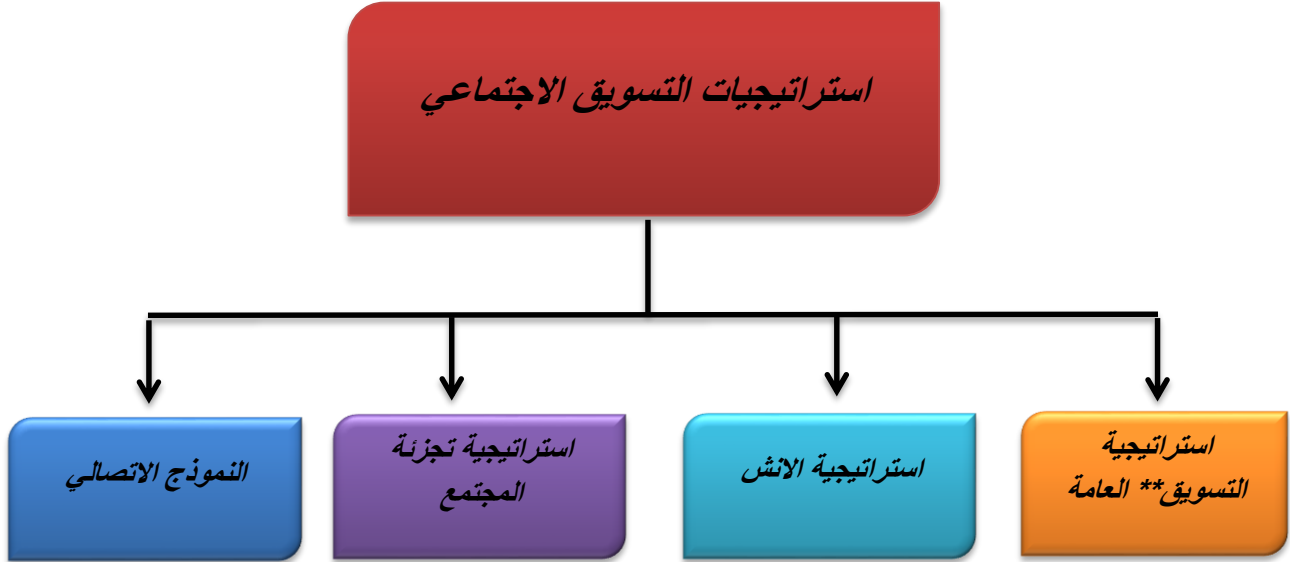 استراتيجيات التسويق الاجتماعي
استراتيجية
التسويق** العامة
استراتيجية الانش
استراتيجية تجزئة
المجتمع
النموذج الاتصالي